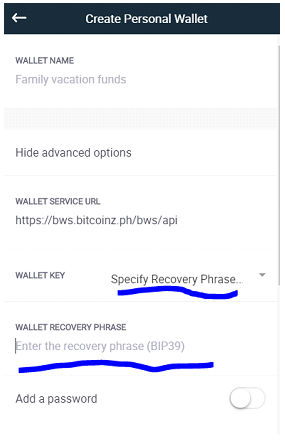 Create Personal Wallet
WALLET NAME
Family vacation funds
Hide advanced options
WALLET SERVICE URL
https://bws.bitcoinz.ph/bws/api
WALLET KEY
Specify Recovery Phrase...
WALLET RECOVERY PHRASE
Enter the recovery phrase (BIP39)
Add a password